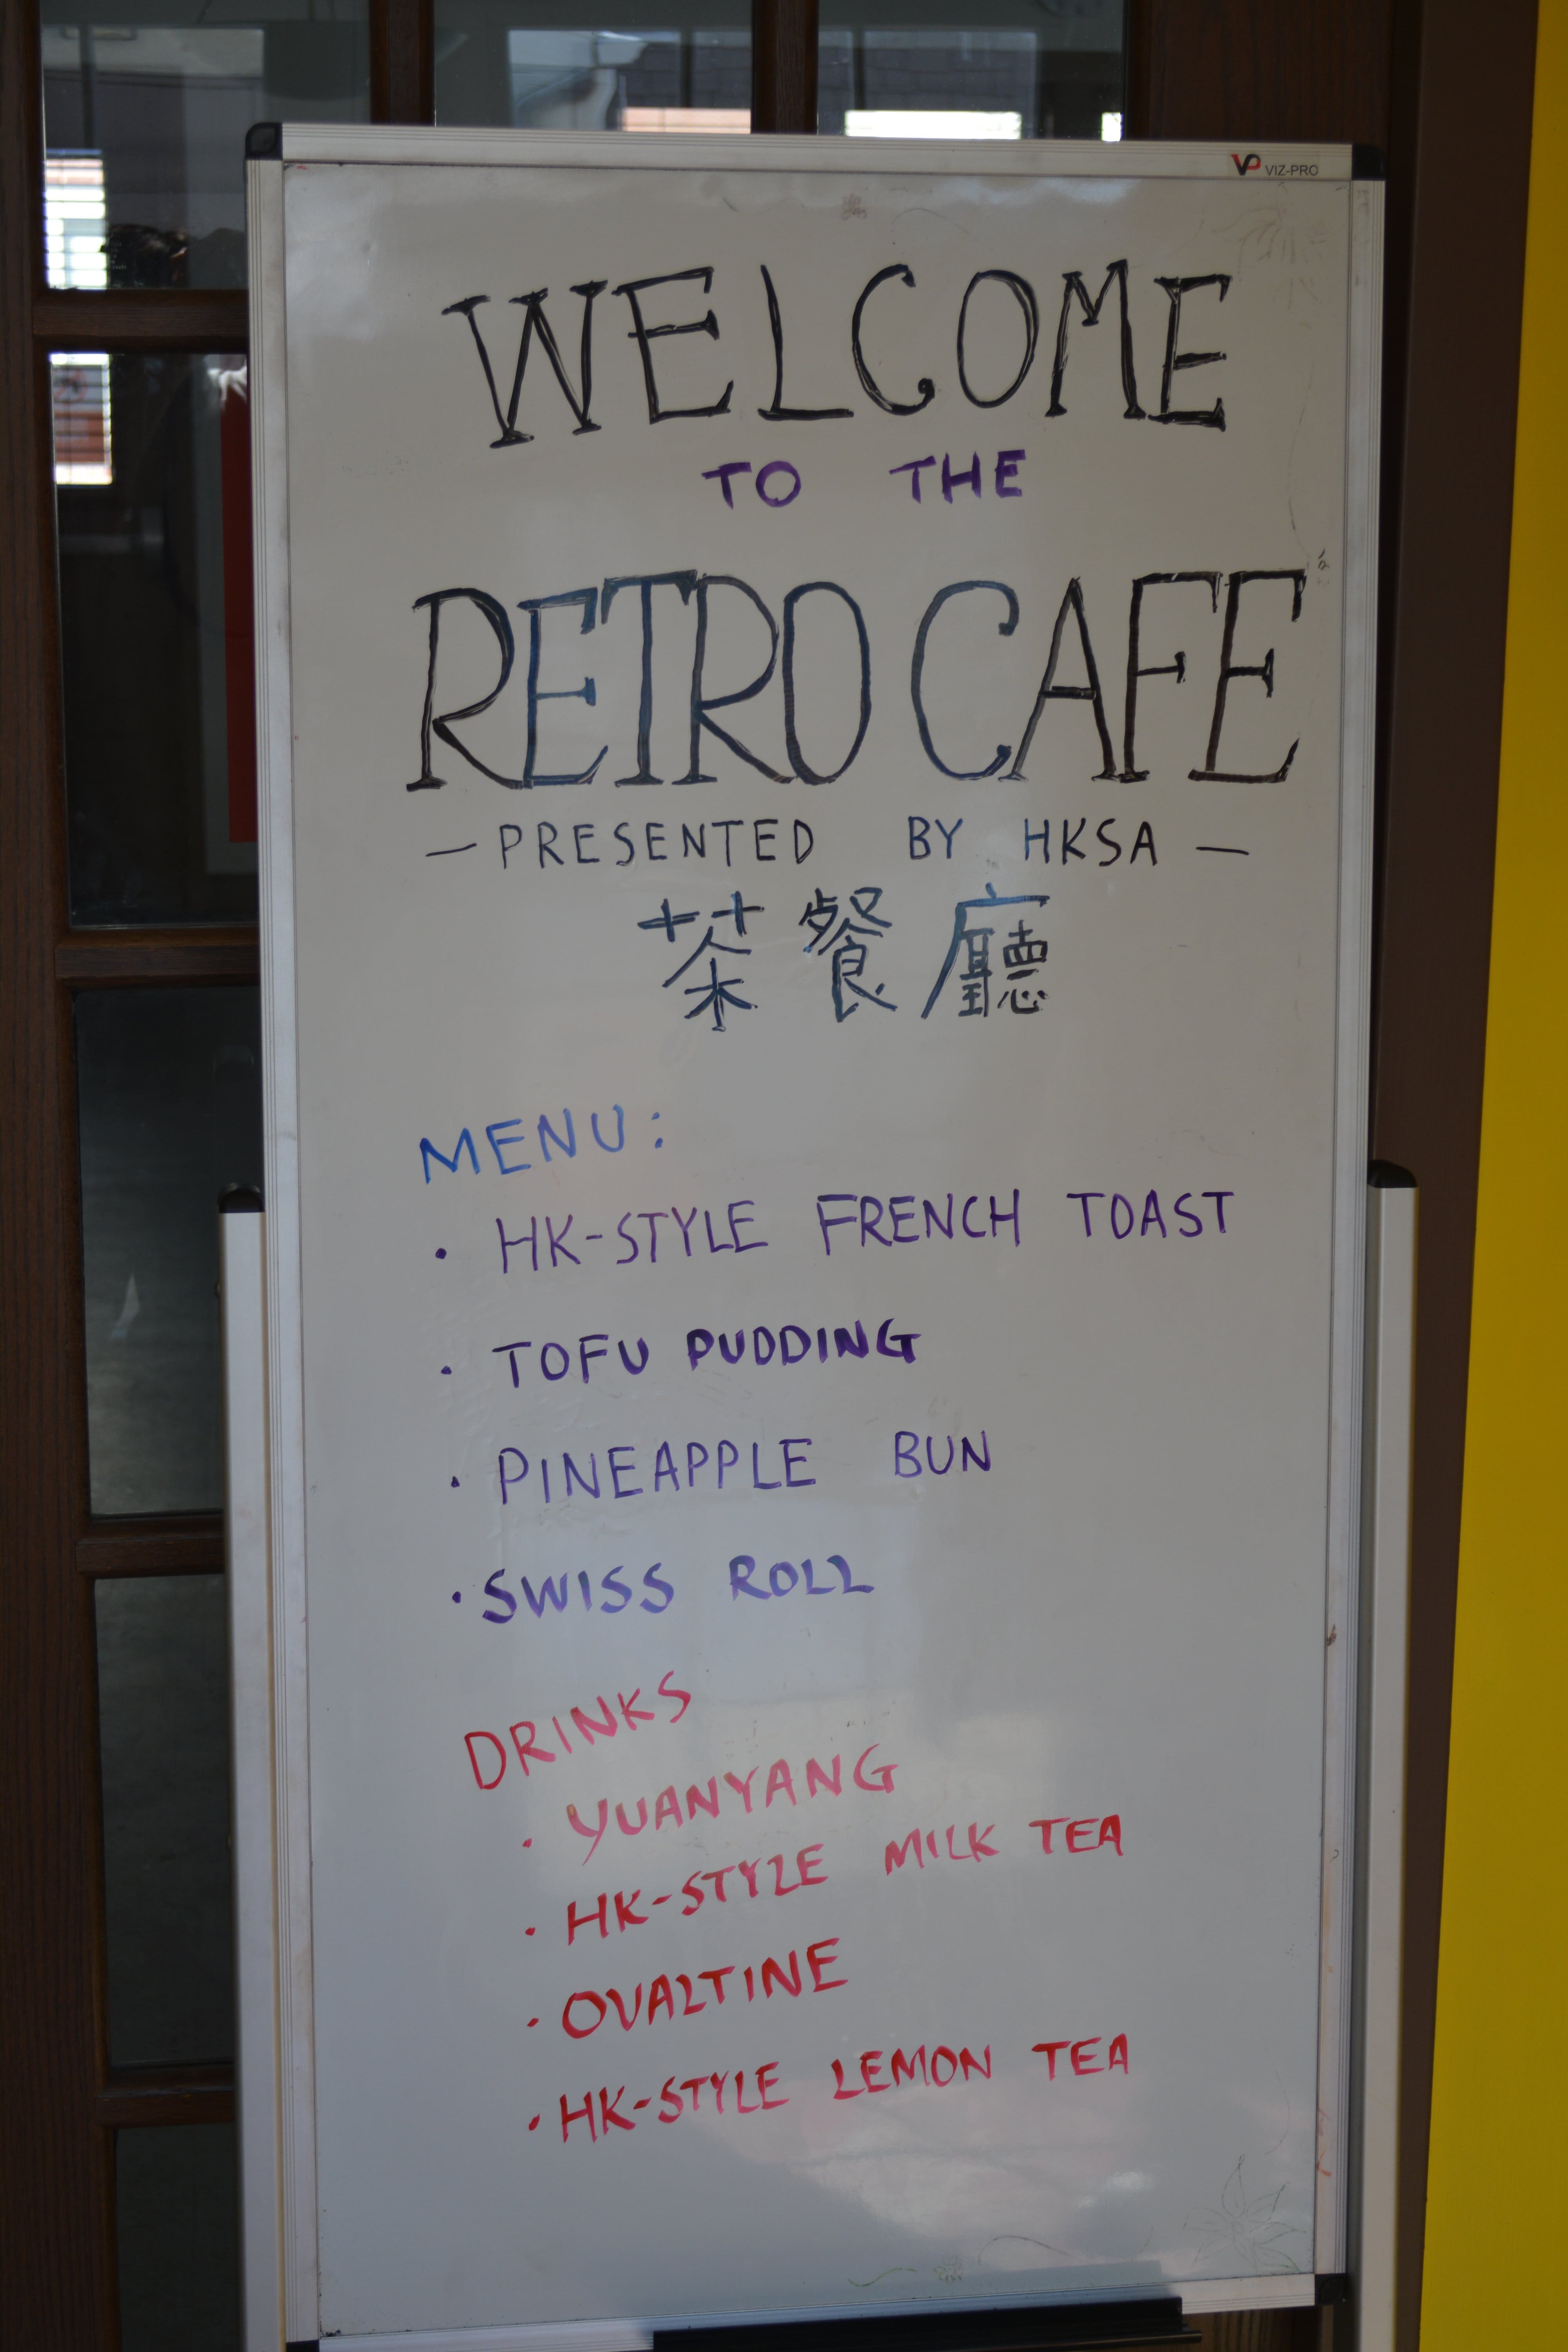 VP VIZ-PRO
WELCOME
TO THE
RETRO CAFE
— PRESENTED BY HKSA —
茶餐廳
MENU:
· HK-STYLE FRENCH TOAST
· TOFU PUDDING
· PINEAPPLE BUN
· SWISS ROLL
DRINKS
· YUANYANG
· HK-STYLE MILK TEA
· OVALTINE
· HK-STYLE LEMON TEA